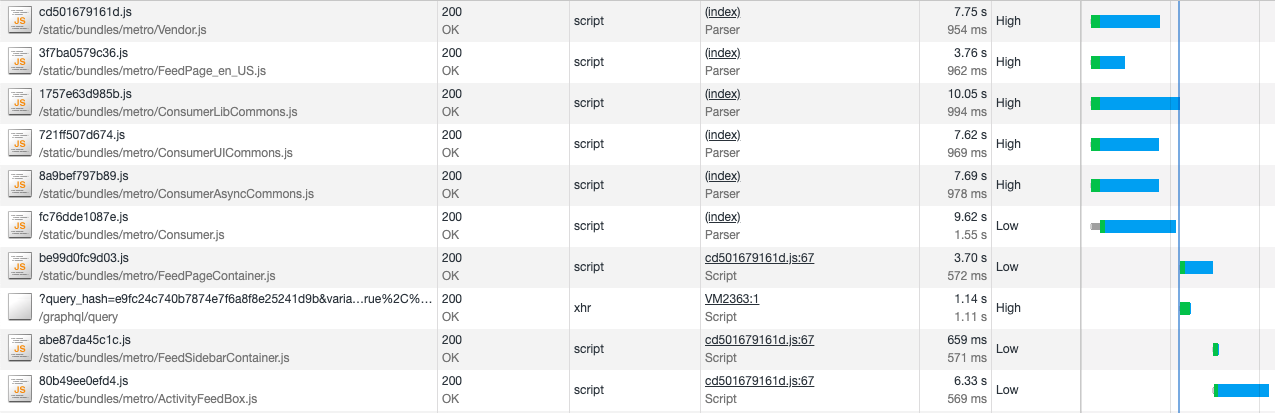 cd501679161d.js 200 script (index) 7.75 s High
/static/bundles/metro/Vendor.js OK Parser 954 ms
3f7ba0579c36.js 200 script (index) 3.76 s High
/static/bundles/metro/FeedPage_en_US.js OK Parser 962 ms
1757e63d985b.js 200 script (index) 10.05 s High
/static/bundles/metro/ConsumerLibCommons.js OK Parser 994 ms
721ff507d674.js 200 script (index) 7.62 s High
/static/bundles/metro/ConsumerUICommons.js OK Parser 969 ms
8a9bef797b89.js 200 script (index) 7.69 s High
/static/bundles/metro/ConsumerAsyncCommons.js OK Parser 978 ms
fc76dde1087e.js 200 script (index) 9.62 s Low
/static/bundles/metro/Consumer.js OK Parser 1.55 s
be99d0fc9d03.js 200 script cd501679161d.js:67 3.70 s Low
/static/bundles/metro/FeedPageContainer.js OK Script 572 ms
?query_hash=e9fc24c740b7874e7f6a8f8e25241d9b&varia…rue%2C%… 200 xhr VM2363:1 1.14 s High
/graphql/query OK Script 1.11 s
abe87da45c1c.js 200 script cd501679161d.js:67 659 ms Low
/static/bundles/metro/FeedSidebarContainer.js OK Script 571 ms
80b49ee0efd4.js 200 script cd501679161d.js:67 6.33 s Low
/static/bundles/metro/ActivityFeedBox.js OK Script 569 ms